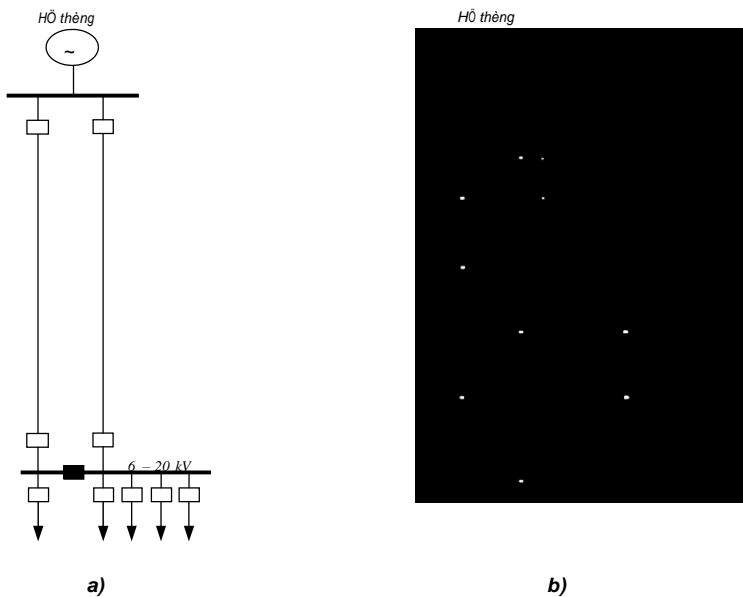 HÖ thèng
HÖ thèng
~
6 – 20 kV
a)
b)